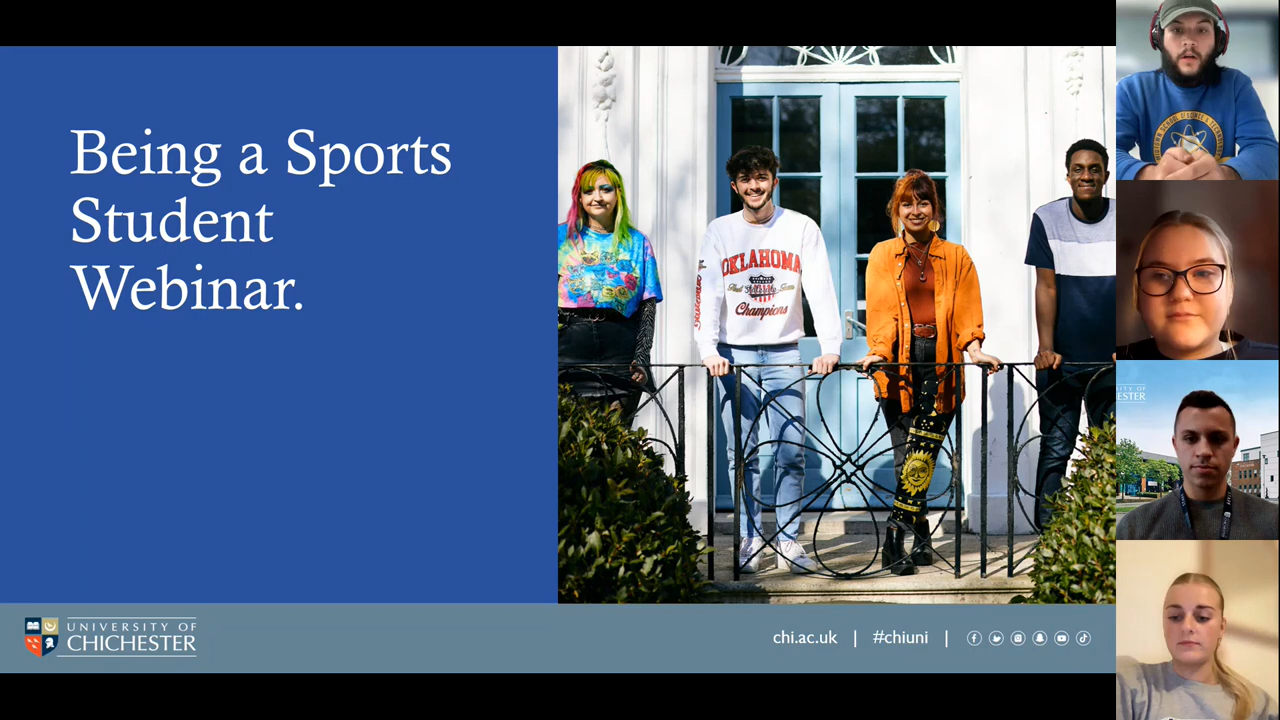 Being a Sports
Student
Webinar.
OKLAHOMA
Champions
UNIVERSITY OF
CHICHESTER
chi.ac.uk | #chiuni |